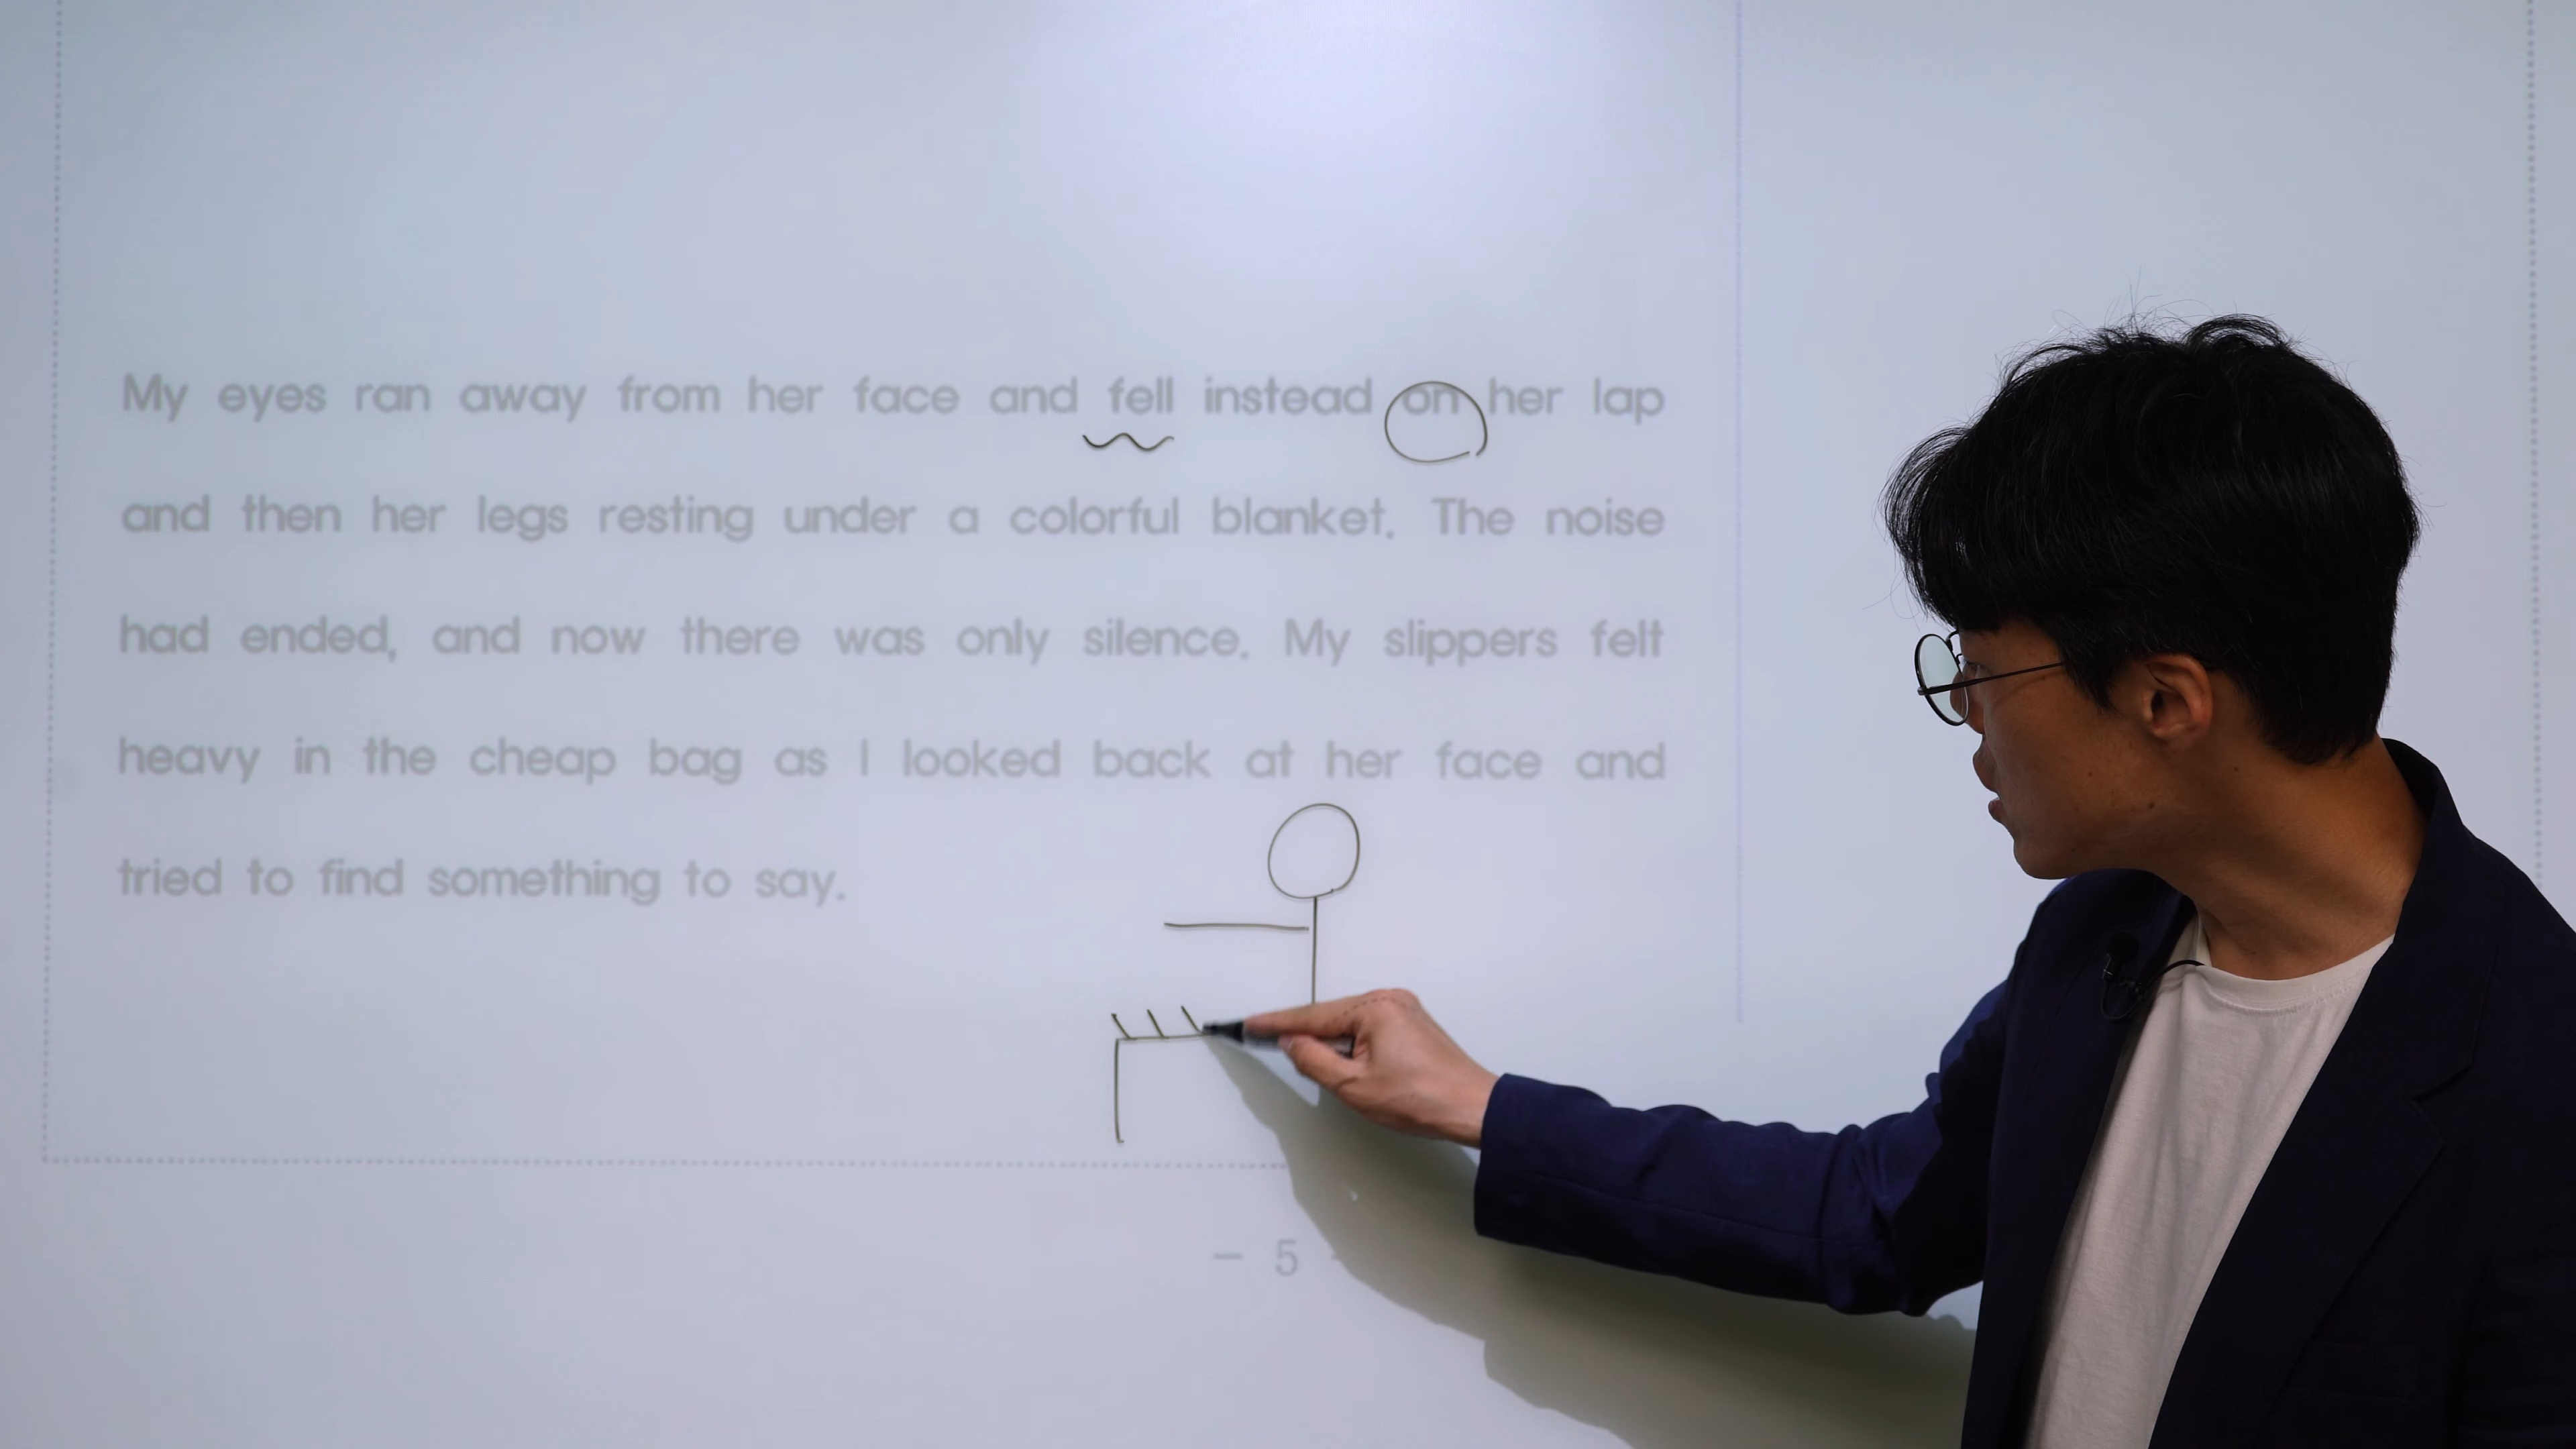 My eyes ran away from her face and fell instead on her lap
and then her legs resting under a colorful blanket. The noise
had ended, and now there was only silence. My slippers felt
heavy in the cheap bag as I looked back at her face and
tried to find something to say.
– 5 -